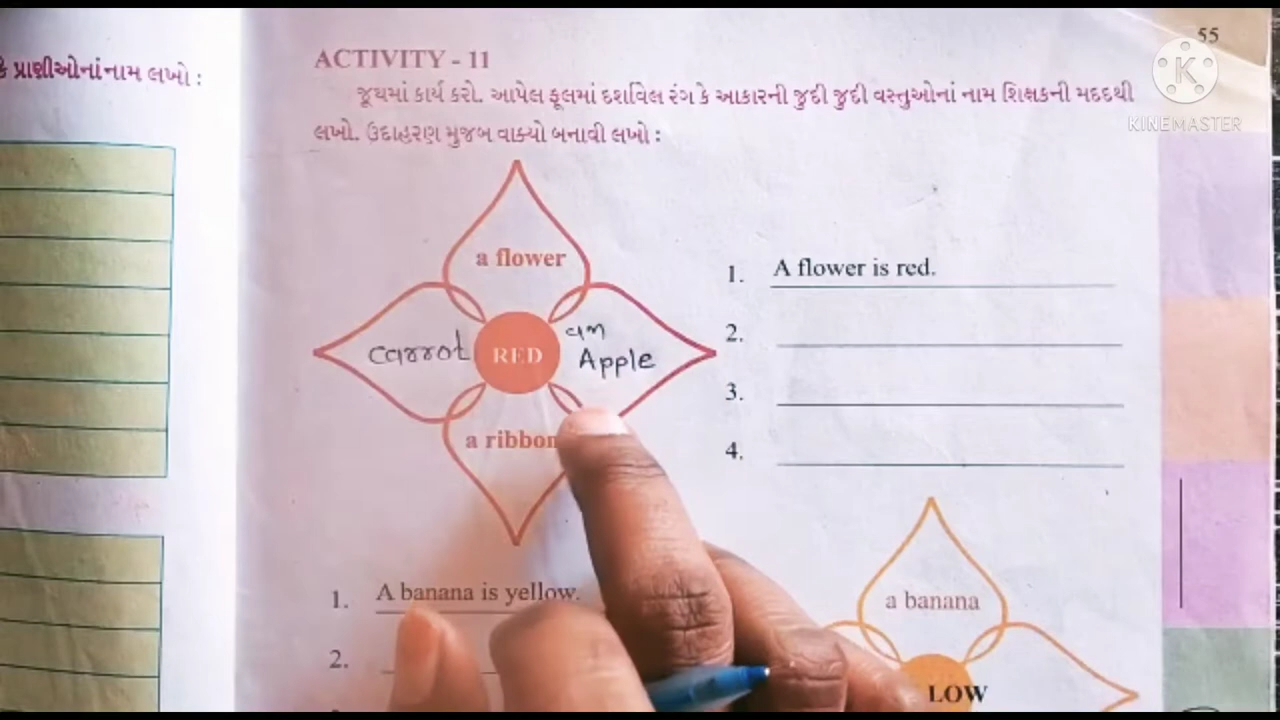 55
K
KINEMASTER
પ્રાણીઓનાં નામ લખો :
ACTIVITY - 11
જૂથમાં કાર્ય કરો. આપેલ ફૂલમાં દર્શાવેલ રંગ કે આકારની જુદી જુદી વસ્તુઓનાં નામ શિક્ષકની મદદથી
લખો. ઉદાહરણ મુજબ વાક્યો બનાવી લખો :
a flower
carrot RED Apple
a ribbon
1. A flower is red.
2.
3.
4.
1. A banana is yellow.
2.
a banana
LOW